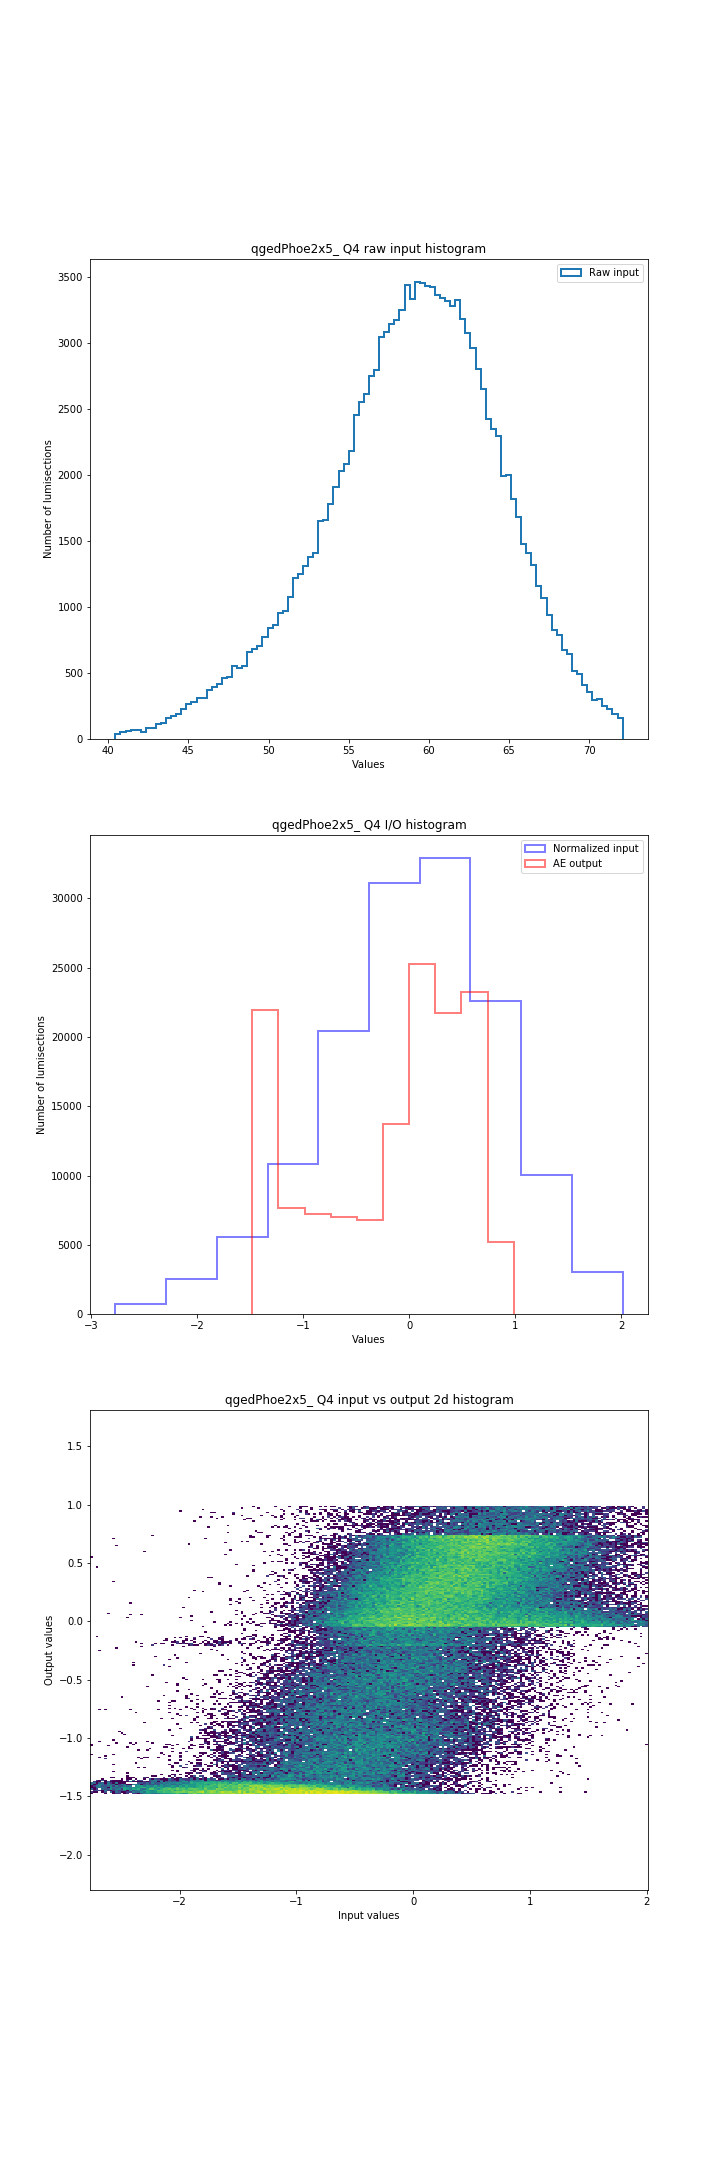 qgedPhoe2x5_ Q4 raw input histogram
Raw input
3500
3000
2500
2000
1500
1000
500
0
Number of lumisections
40 45 50 55 60 65 70
Values
qgedPhoe2x5_ Q4 I/O histogram
Normalized input
AE output
30000
25000
20000
15000
10000
5000
0
Number of lumisections
−3 −2 −1 0 1 2
Values
qgedPhoe2x5_ Q4 input vs output 2d histogram
1.5
1.0
0.5
0.0
−0.5
−1.0
−1.5
−2.0
Output values
−2 −1 0 1 2
Input values